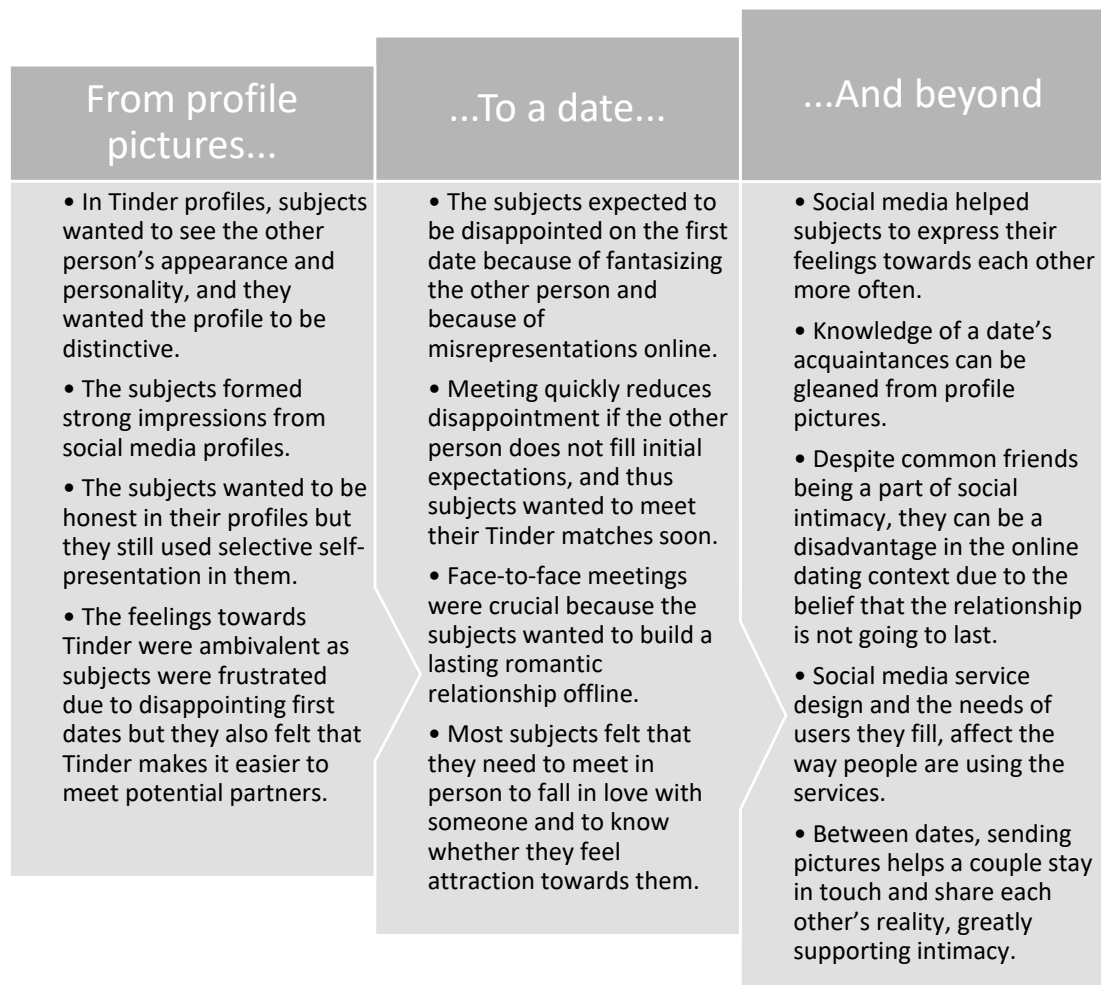 From profile
pictures...
• In Tinder profiles, subjects
wanted to see the other
person’s appearance and
personality, and they
wanted the profile to be
distinctive.
• The subjects formed
strong impressions from
social media profiles.
• The subjects wanted to be
honest in their profiles but
they still used selective self-
presentation in them.
• The feelings towards
Tinder were ambivalent as
subjects were frustrated
due to disappointing first
dates but they also felt that
Tinder makes it easier to
meet potential partners.
...To a date...
• The subjects expected to
be disappointed on the first
date because of fantasizing
the other person and
because of
misrepresentations online.
• Meeting quickly reduces
disappointment if the other
person does not fill initial
expectations, and thus
subjects wanted to meet
their Tinder matches soon.
• Face-to-face meetings
were crucial because the
subjects wanted to build a
lasting romantic
relationship offline.
• Most subjects felt that
they need to meet in
person to fall in love with
someone and to know
whether they feel
attraction towards them.
...And beyond
• Social media helped
subjects to express their
feelings towards each other
more often.
• Knowledge of a date’s
acquaintances can be
gleaned from profile
pictures.
• Despite common friends
being a part of social
intimacy, they can be a
disadvantage in the online
dating context due to the
belief that the relationship
is not going to last.
• Social media service
design and the needs of
users they fill, affect the
way people are using the
services.
• Between dates, sending
pictures helps a couple stay
in touch and share each
other’s reality, greatly
supporting intimacy.